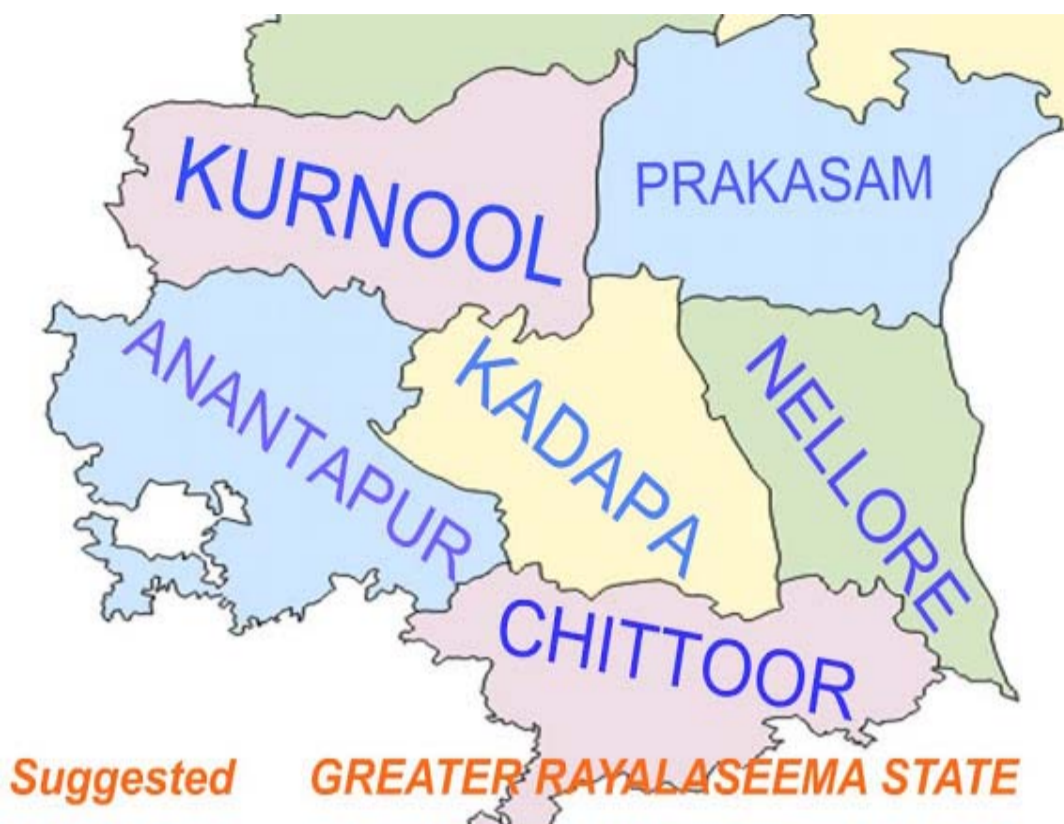 KURNOOL
PRAKASAM
ANANTAPUR
KADAPA
NELLORE
CHITTOOR
Suggested GREATER RAYALASEEMA STATE